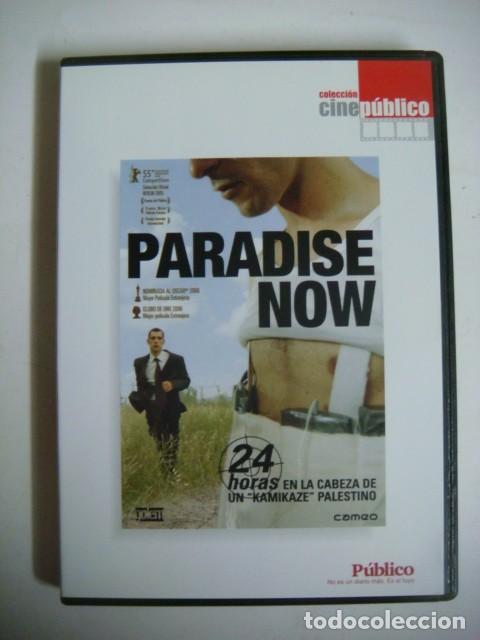 colección
cinepúblico
55
Competition
PARADISE
NOW
NOMINADA AL OSCAR 2006
Mejor Película Extranjera
GLOBO DE ORO 2006
Mejor película Extranjera
24
horas EN LA CABEZA DE
UN "KAMIKAZE" PALESTINO
cameo
Público
No es un diario más. Es el tuyo
todocoleccion